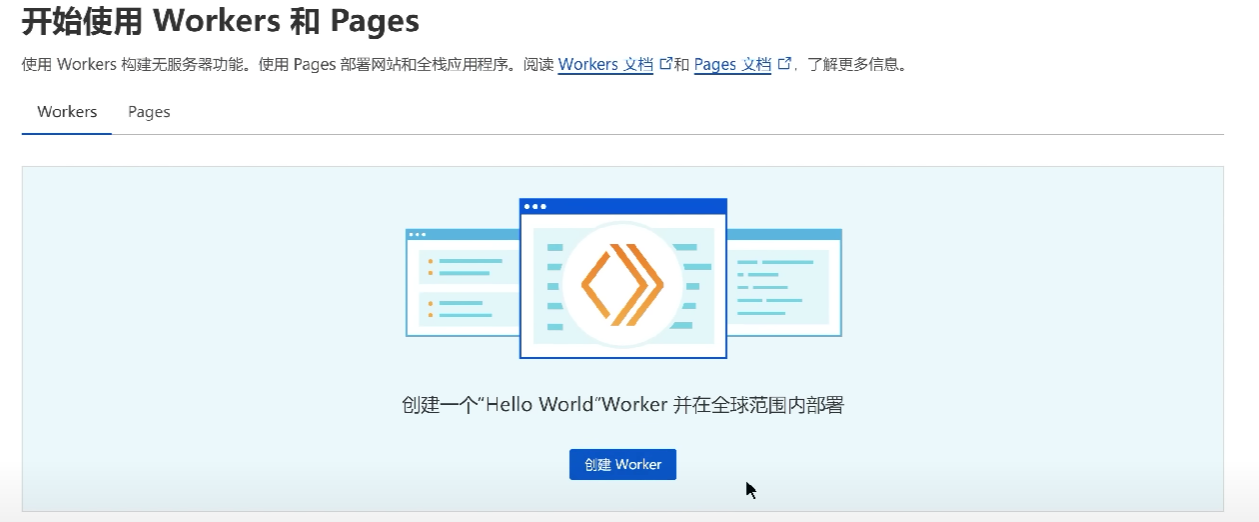 开始使用 Workers 和 Pages
使用 Workers 构建无服务器功能。使用 Pages 部署网站和全栈应用程序。阅读 Workers 文档 和 Pages 文档 ，了解更多信息。
Workers Pages
创建一个“Hello World”Worker 并在全球范围内部署
创建 Worker